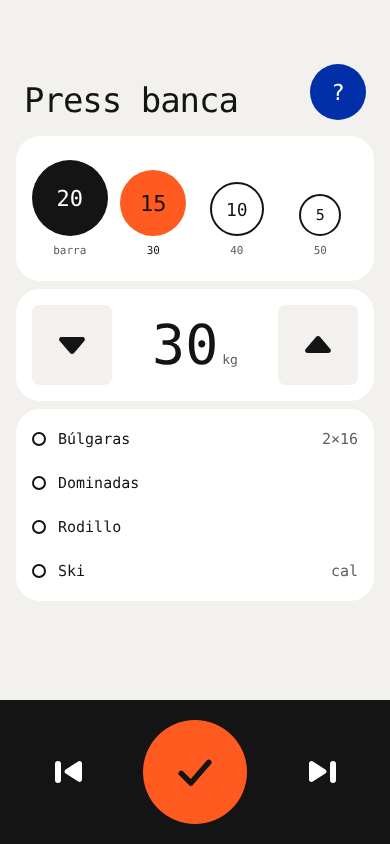 Press banca
?
20 15 10 5
barra 30 40 50
30 kg
Búlgaras 2×16
Dominadas
Rodillo
Ski cal